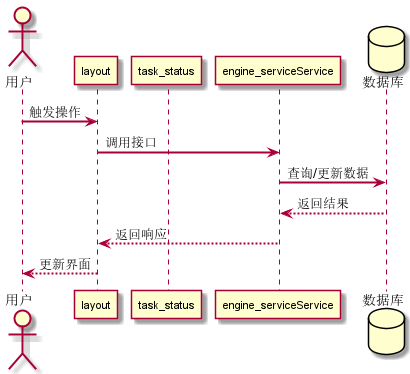 用户
layout
task_status
engine_serviceService
数据库
触发操作
调用接口
查询/更新数据
返回结果
返回响应
更新界面
用户
layout
task_status
engine_serviceService
数据库